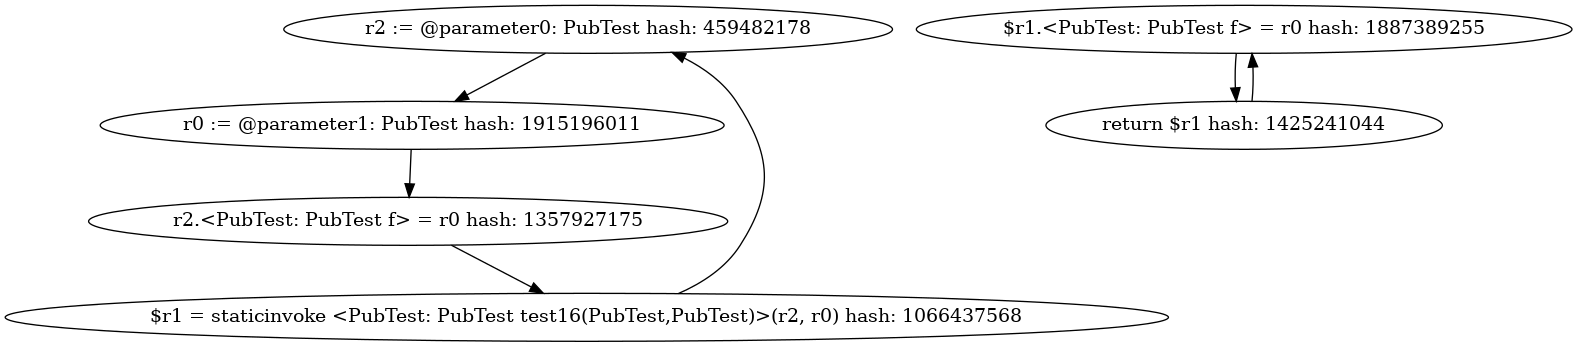 r2 := @parameter0: PubTest hash: 459482178
$r1.<PubTest: PubTest f> = r0 hash: 1887389255
r0 := @parameter1: PubTest hash: 1915196011
return $r1 hash: 1425241044
r2.<PubTest: PubTest f> = r0 hash: 1357927175
$r1 = staticinvoke <PubTest: PubTest test16(PubTest,PubTest)>(r2, r0) hash: 1066437568